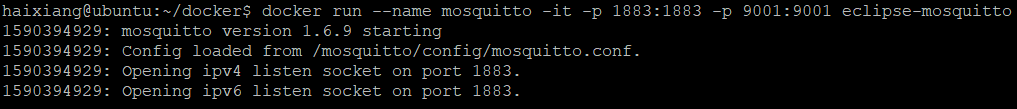 haixiang@ubuntu:~/docker$ docker run --name mosquitto -it -p 1883:1883 -p 9001:9001 eclipse-mosquitto
1590394929: mosquitto version 1.6.9 starting
1590394929: Config loaded from /mosquitto/config/mosquitto.conf.
1590394929: Opening ipv4 listen socket on port 1883.
1590394929: Opening ipv6 listen socket on port 1883.